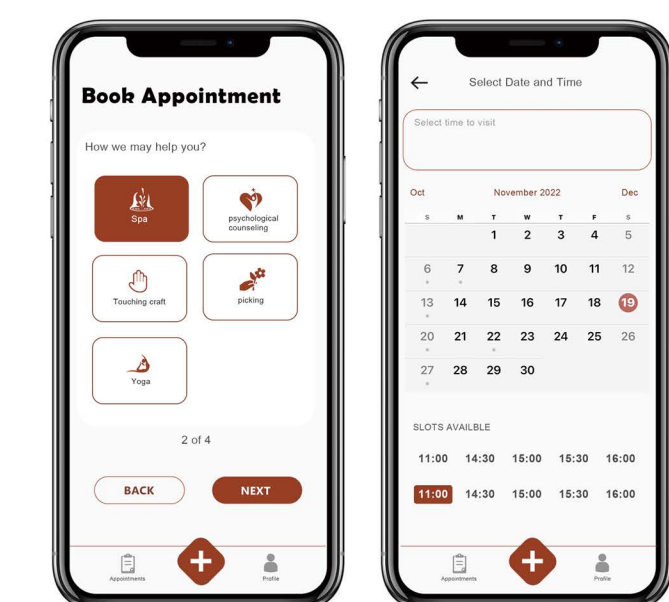 Book Appointment
How we may help you?
Spa
psychological
counseling
Touching craft
picking
Yoga
2 of 4
BACK
NEXT
Appointments
Profile
Select Date and Time
Select time to visit
Oct
November 2022
Dec
S M T W T F S
1 2 3 4 5
6 7 8 9 10 11 12
13 14 15 16 17 18 19
20 21 22 23 24 25 26
27 28 29 30
SLOTS AVAILBLE
11:00 14:30 15:00 15:30 16:00
11:00 14:30 15:00 15:30 16:00
Appointments
Profile